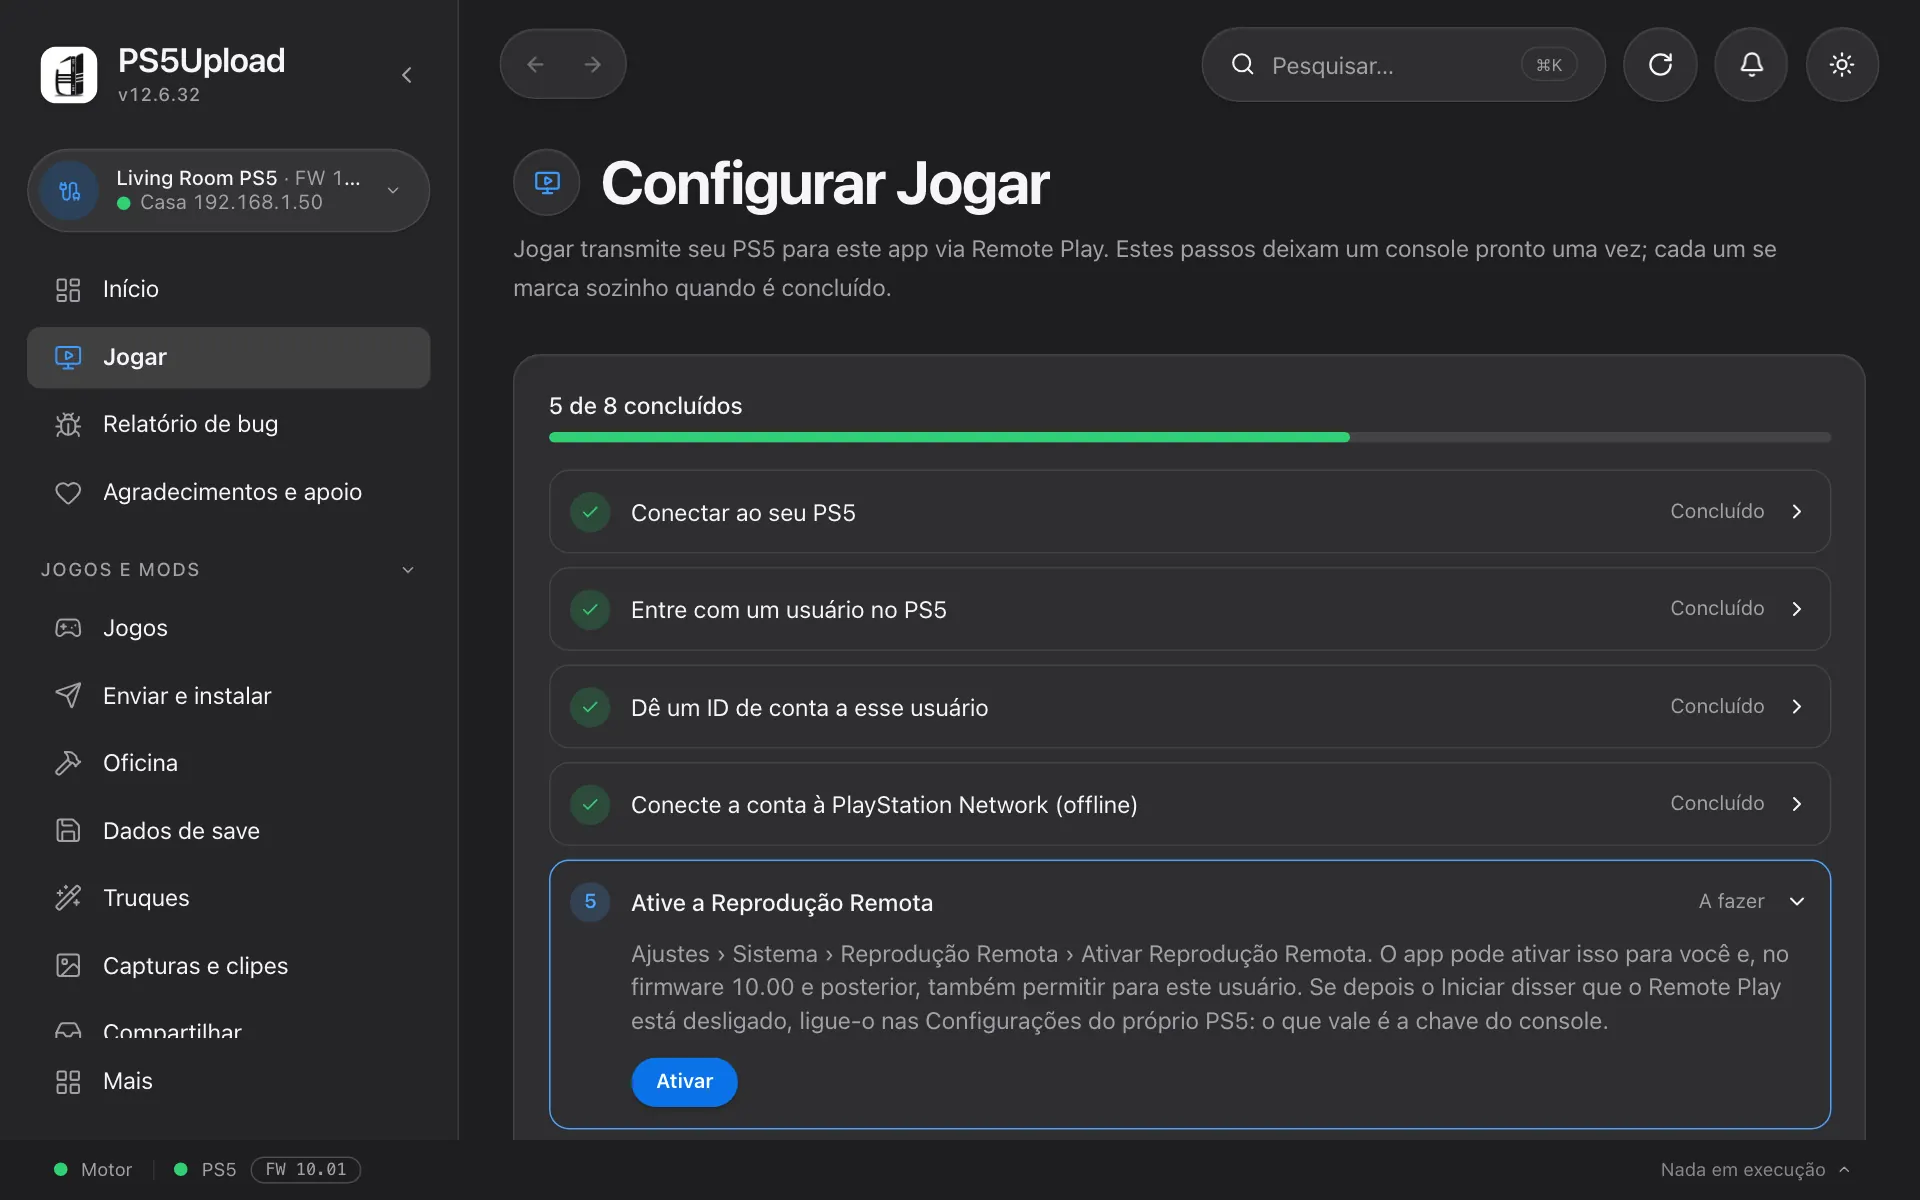 PS5Upload
v12.6.32
Living Room PS5 · FW 1...
Casa 192.168.1.50
Início
Jogar
Relatório de bug
Agradecimentos e apoio
JOGOS E MODS
Jogos
Enviar e instalar
Oficina
Dados de save
Truques
Capturas e clipes
Compartilhar
Mais
Pesquisar...
⌘K
Configurar Jogar
Jogar transmite seu PS5 para este app via Remote Play. Estes passos deixam um console pronto uma vez; cada um se
marca sozinho quando é concluído.
5 de 8 concluídos
Conectar ao seu PS5
Concluído
Entre com um usuário no PS5
Concluído
Dê um ID de conta a esse usuário
Concluído
Conecte a conta à PlayStation Network (offline)
Concluído
5
Ative a Reprodução Remota
A fazer
Ajustes › Sistema › Reprodução Remota › Ativar Reprodução Remota. O app pode ativar isso para você e, no
firmware 10.00 e posterior, também permitir para este usuário. Se depois o Iniciar disser que o Remote Play
está desligado, ligue-o nas Configurações do próprio PS5: o que vale é a chave do console.
Ativar
Motor
PS5
FW 10.01
Nada em execução